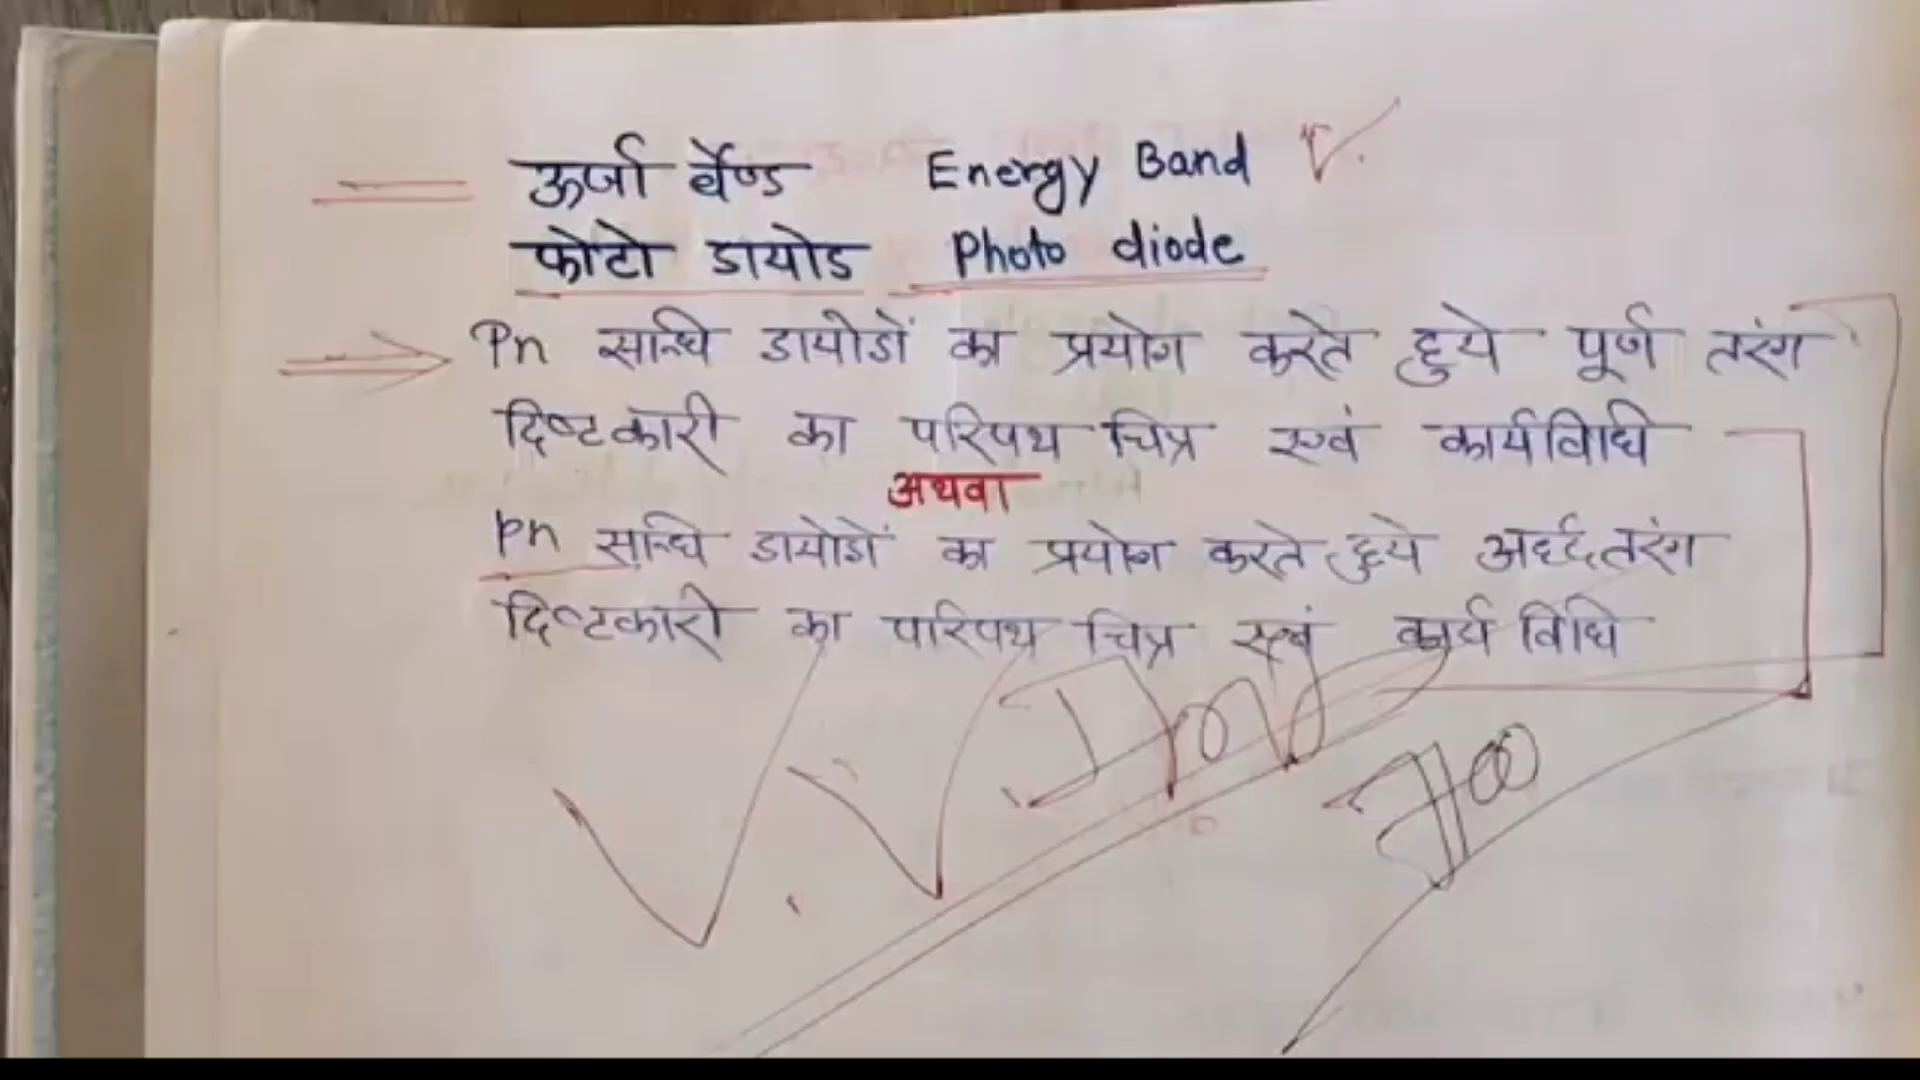 ऊर्जा बैण्ड Energy Band V.
फोटो डायोड Photo diode
Pn सन्धि डायोडों का प्रयोग करते हुये पूर्ण तरंग
दिष्टकारी का परिपथ चित्र एवं कार्यविधि
अथवा
Pn सन्धि डायोडों का प्रयोग करते हुये अर्द्धतरंग
दिष्टकारी का परिपथ चित्र एवं कार्य विधि
V.V.Imp